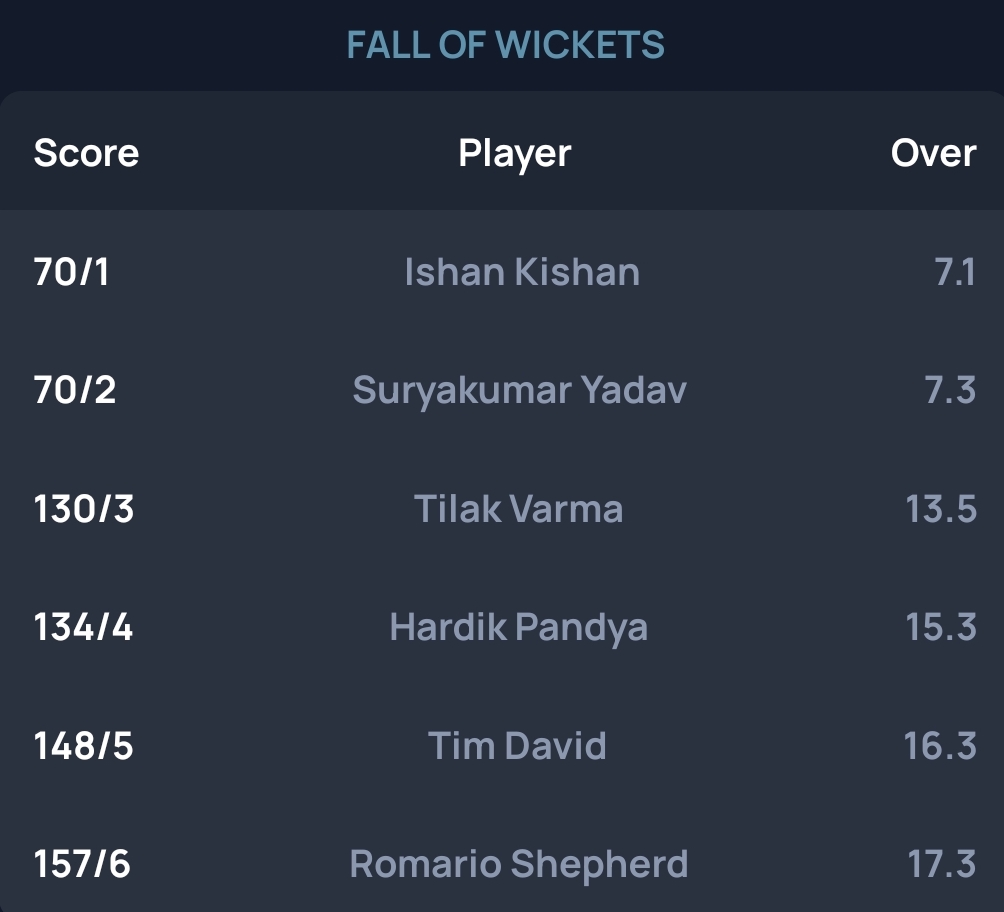 FALL OF WICKETS
Score Player Over
70/1 Ishan Kishan 7.1
70/2 Suryakumar Yadav 7.3
130/3 Tilak Varma 13.5
134/4 Hardik Pandya 15.3
148/5 Tim David 16.3
157/6 Romario Shepherd 17.3